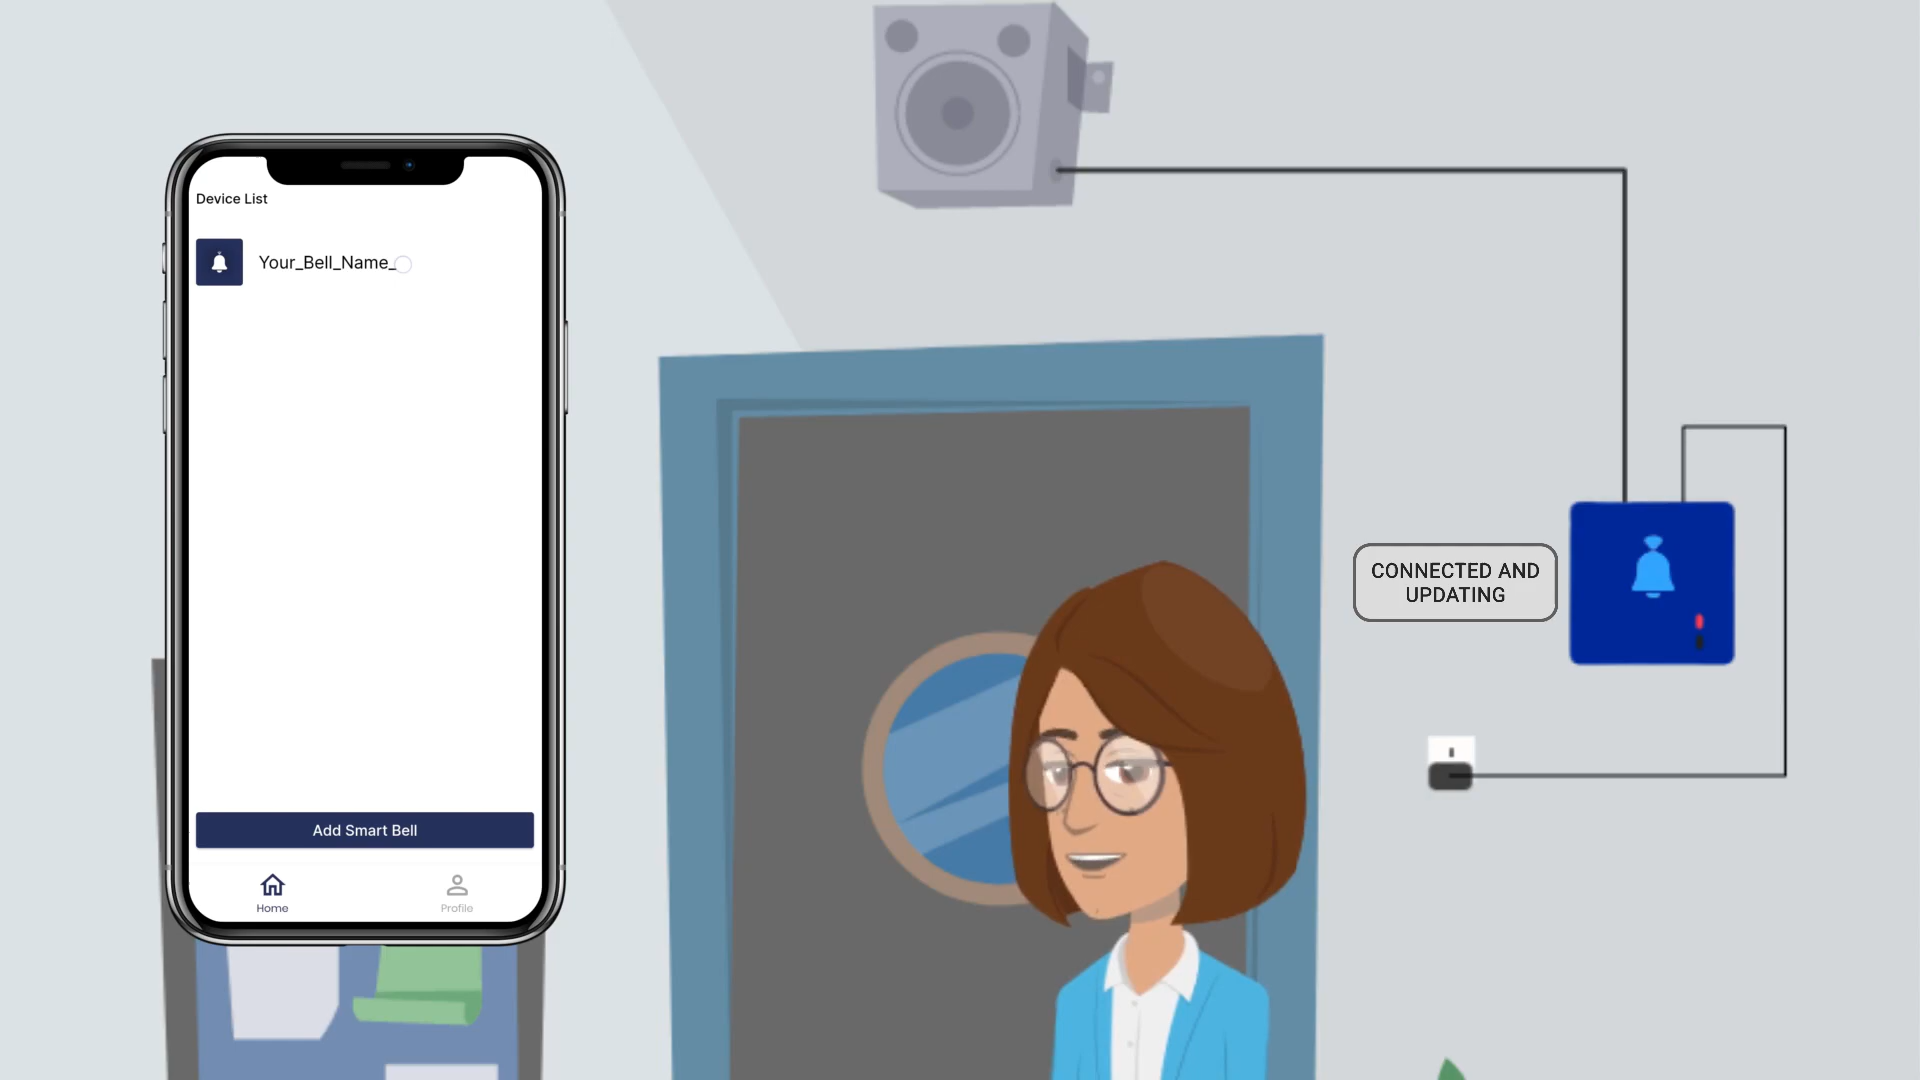 Device List
Your_Bell_Name_
Add Smart Bell
Home
Profile
CONNECTED AND
UPDATING